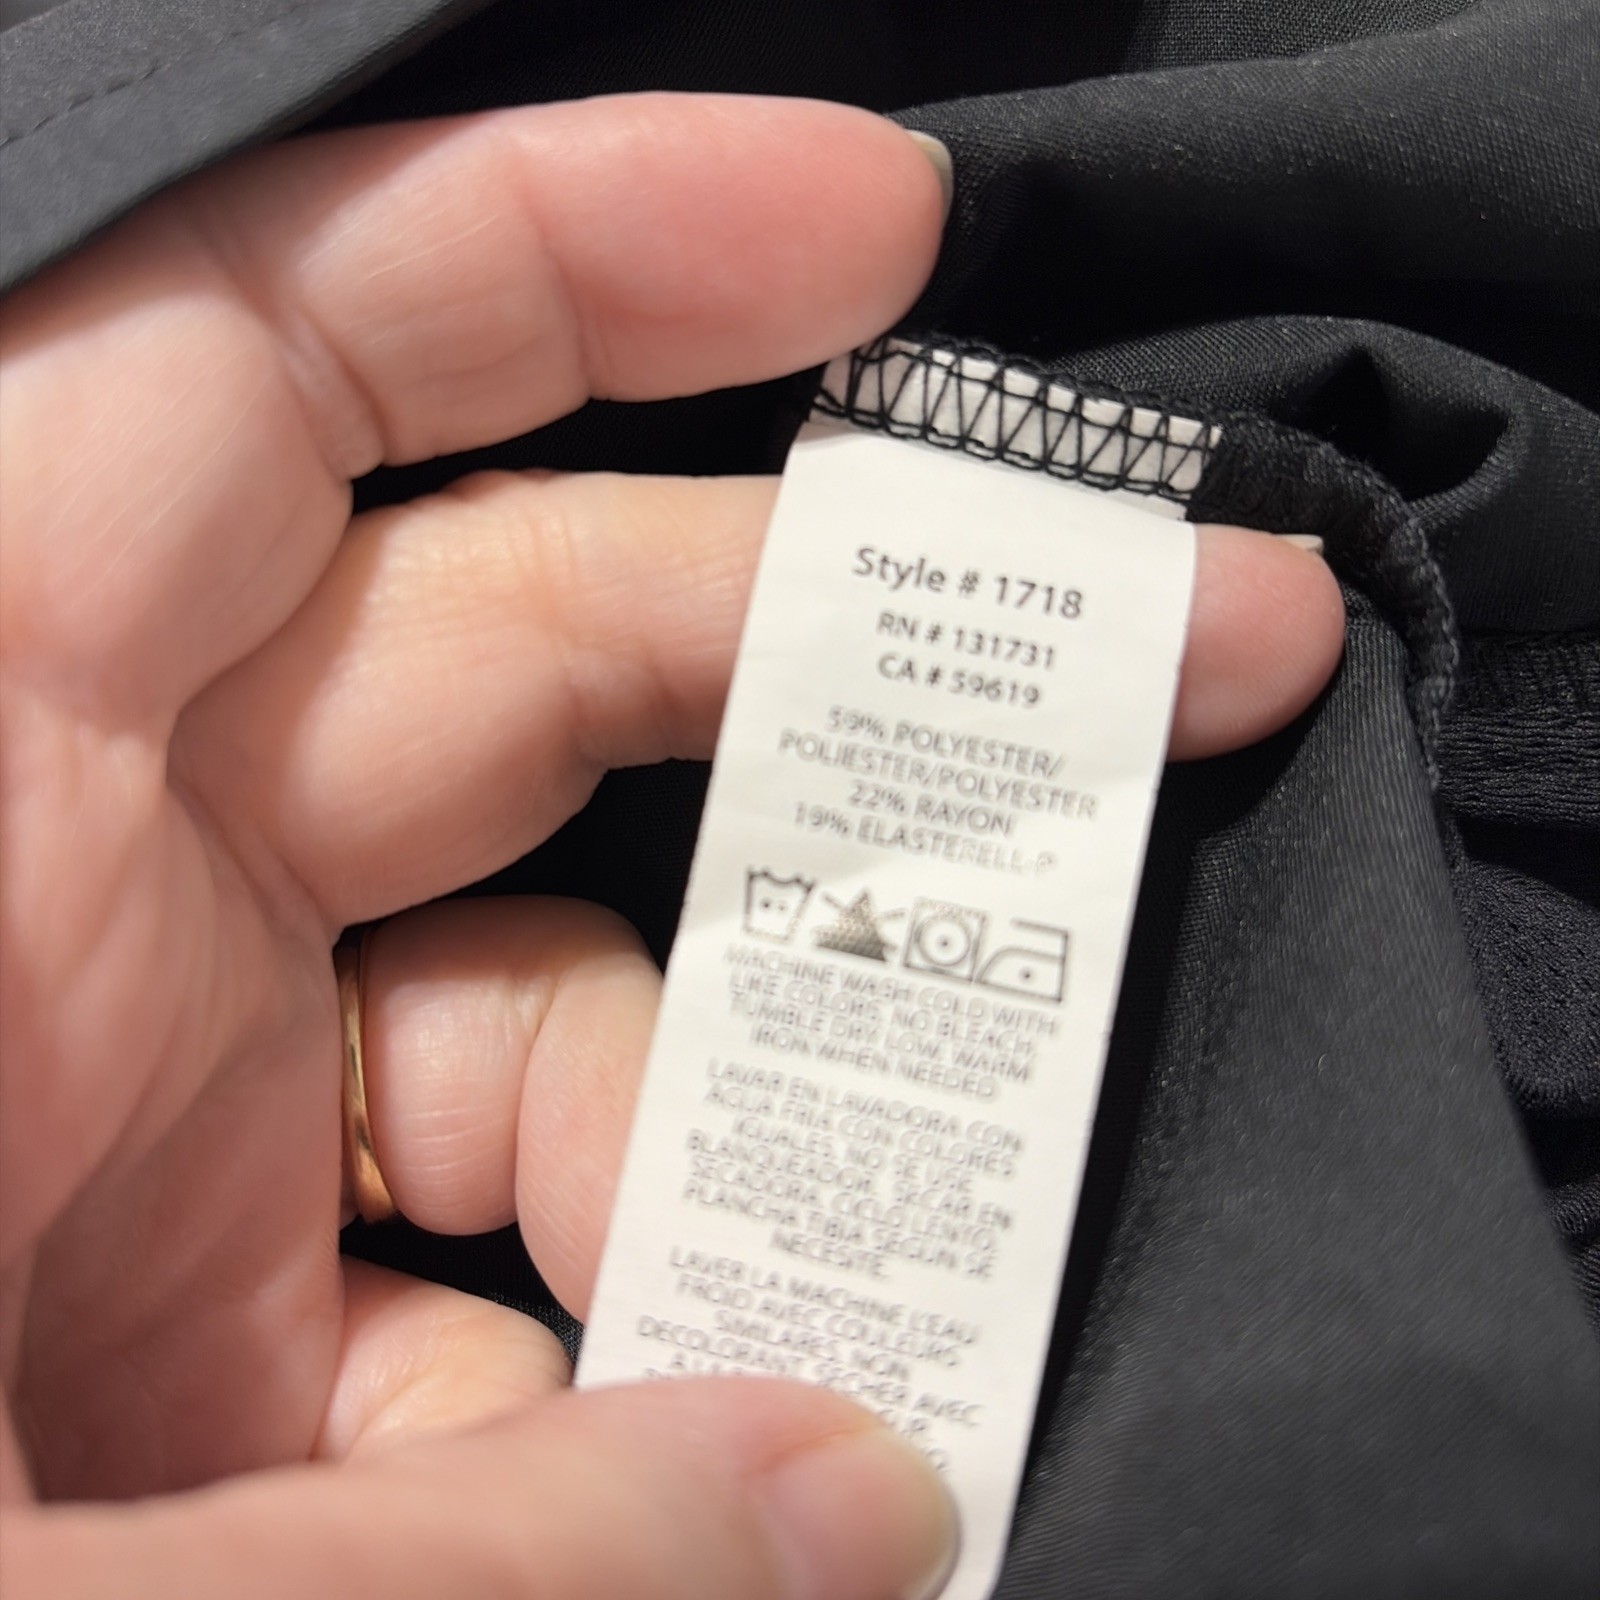 Style # 1718
RN # 131731
CA # 59619
59% POLYESTER/
POLIESTER/POLYESTER
22% RAYON
19% ELASTERELL-P
MACHINE WASH COLD WITH
LIKE COLORS, NO BLEACH,
TUMBLE DRY LOW, WARM
IRON WHEN NEEDED
LAVAR EN LAVADORA CON
AGUA FRIA CON COLORES
IGUALES, NO SE USE
BLANQUEADOR, SECAR EN
SECADORA, CICLO LENTO,
PLANCHA TIBIA SEGUN SE
NECESITE.
LAVER LA MACHINE L'EAU
FROID AVEC COULEURS
SIMILARES, NON
DECOLORANT
SECHER AVEC